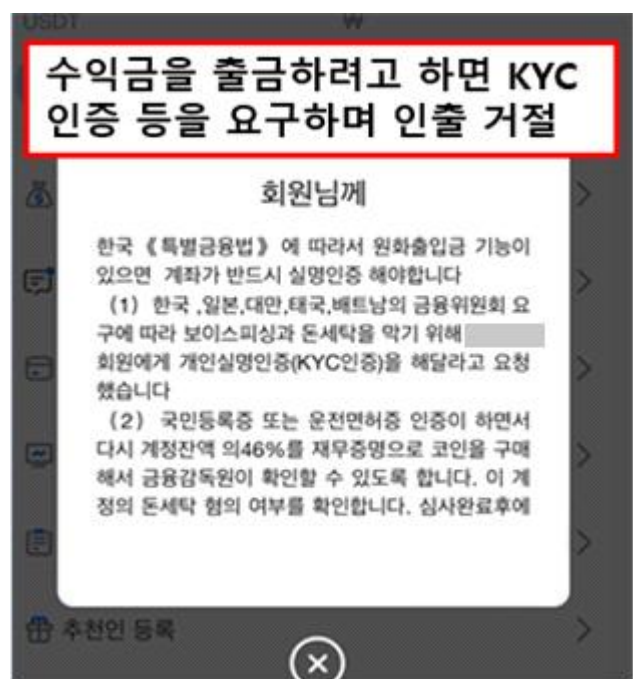 USDT ₩
수익금을 출금하려고 하면 KYC
인증 등을 요구하며 인출 거절
회원님께
한국 《특별금융법》 에 따라서 원화출입금 기능이
있으면 계좌가 반드시 실명인증 해야합니다
(1) 한국 ,일본,대만,태국,배트남의 금융위원회 요
구에 따라 보이스피싱과 돈세탁을 막기 위해
회원에게 개인실명인증(KYC인증)을 해달라고 요청
했습니다
(2) 국민등록증 또는 운전면허증 인증이 하면서
다시 계정잔액 의46%를 재무증명으로 코인을 구매
해서 금융감독원이 확인할 수 있도록 합니다. 이 계
정의 돈세탁 혐의 여부를 확인합니다. 심사완료후에
추천인 등록